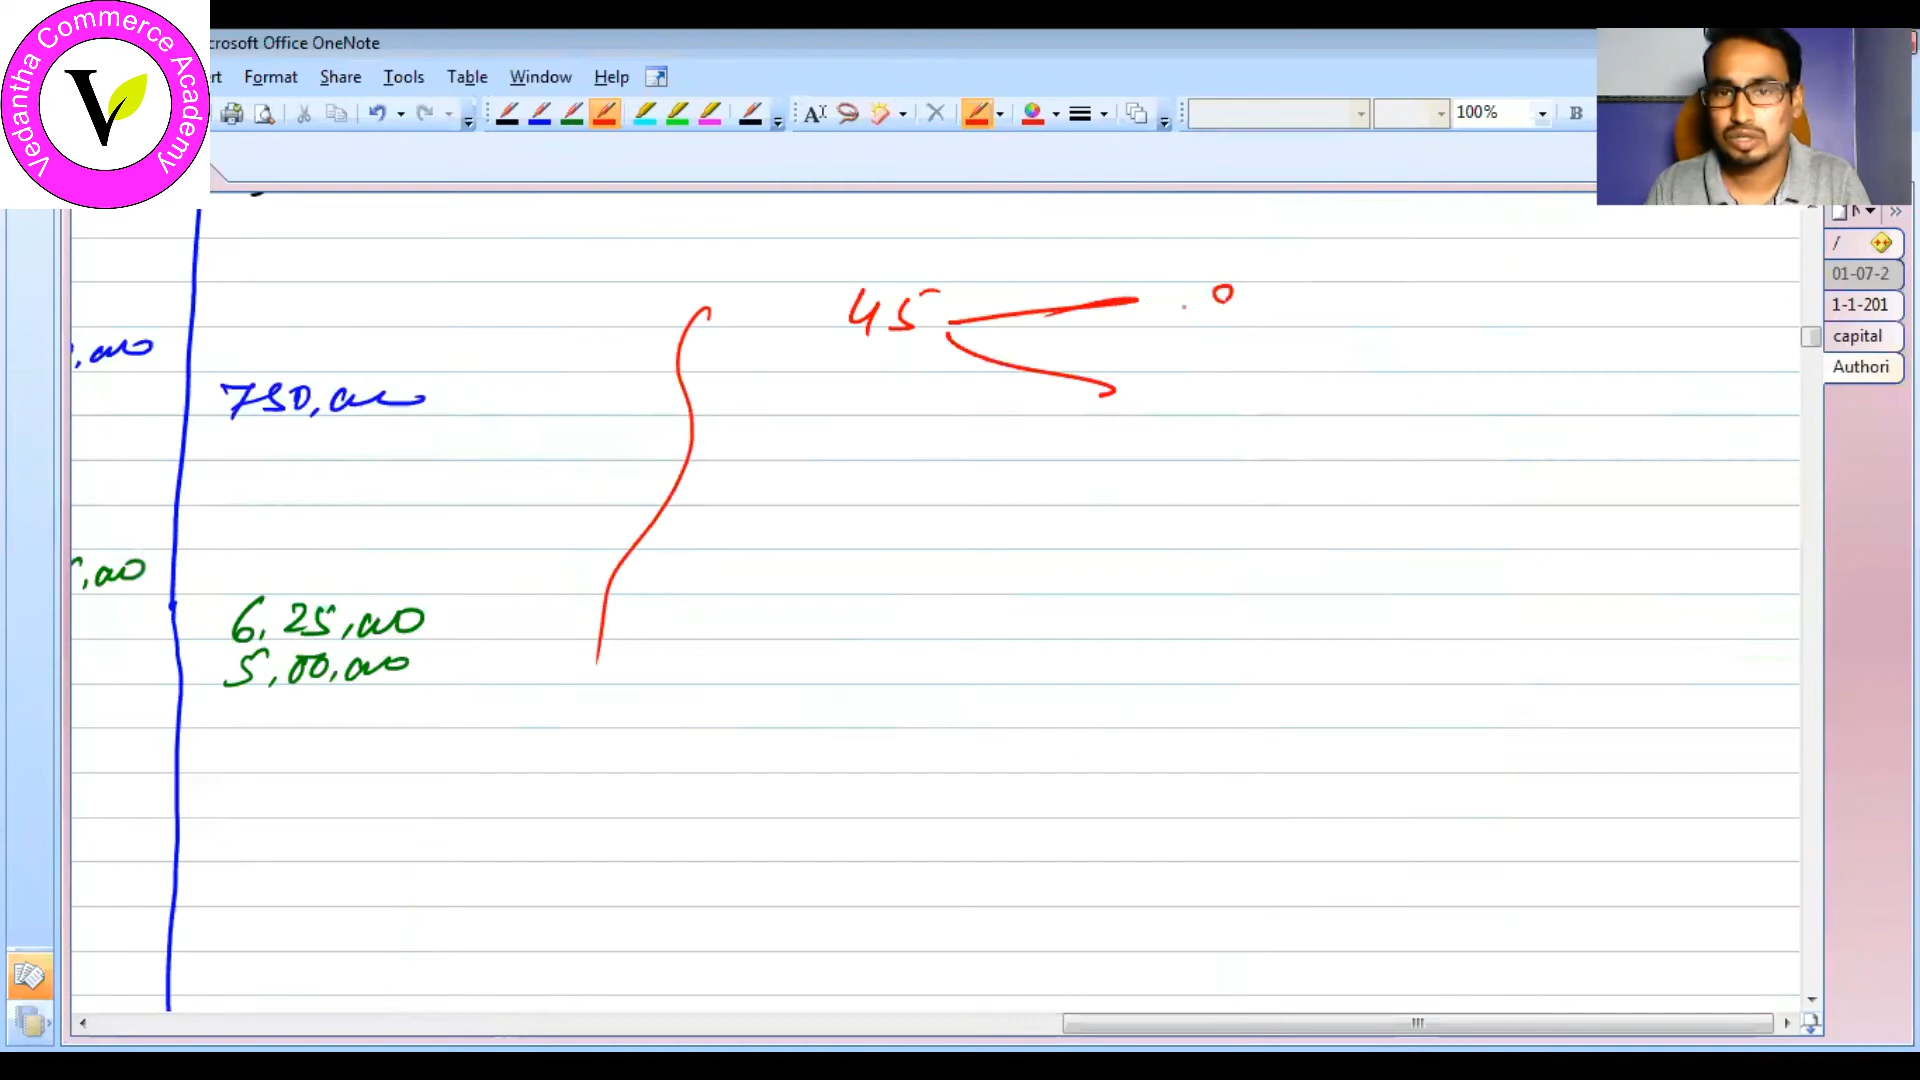 Vedantha Commerce Academy
V
crosoft Office OneNote
rt Format Share Tools Table Window Help
100% B
N
/
01-07-2
1-1-201
capital
Authori
45 0
,000
750,000
,000
6,25,000
5,00,000